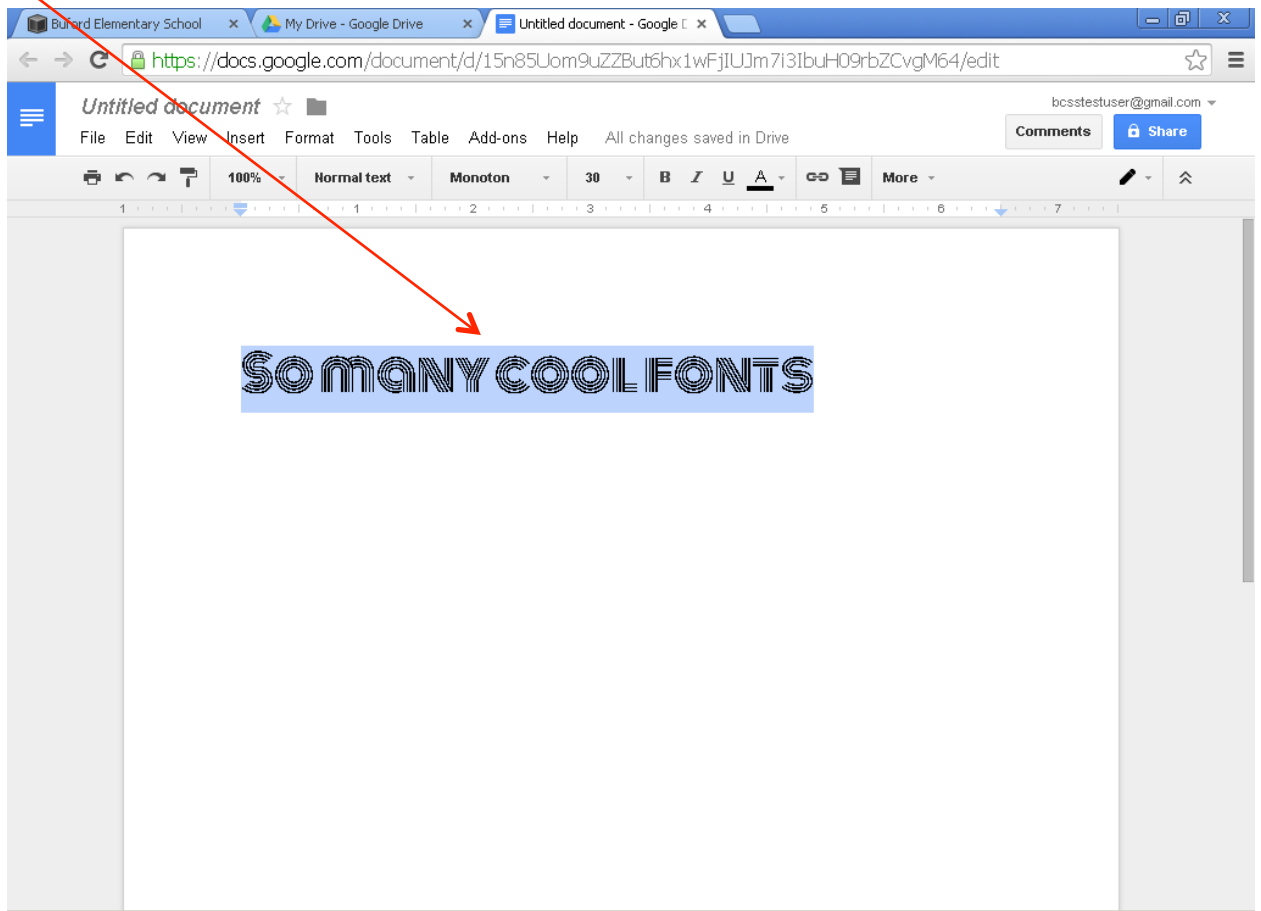 Buford Elementary School My Drive - Google Drive Untitled document - Google D
https://docs.google.com/document/d/15n85Uom9uZZBut6hx1wFjIUJm7i3IbuH09rbZCvgM64/edit
Untitled document bcsstestuser@gmail.com
File Edit View Insert Format Tools Table Add-ons Help All changes saved in Drive Comments Share
100% Normal text Monoton 30 B I U A More
1 1 2 3 4 5 6 7
So many cool fonts